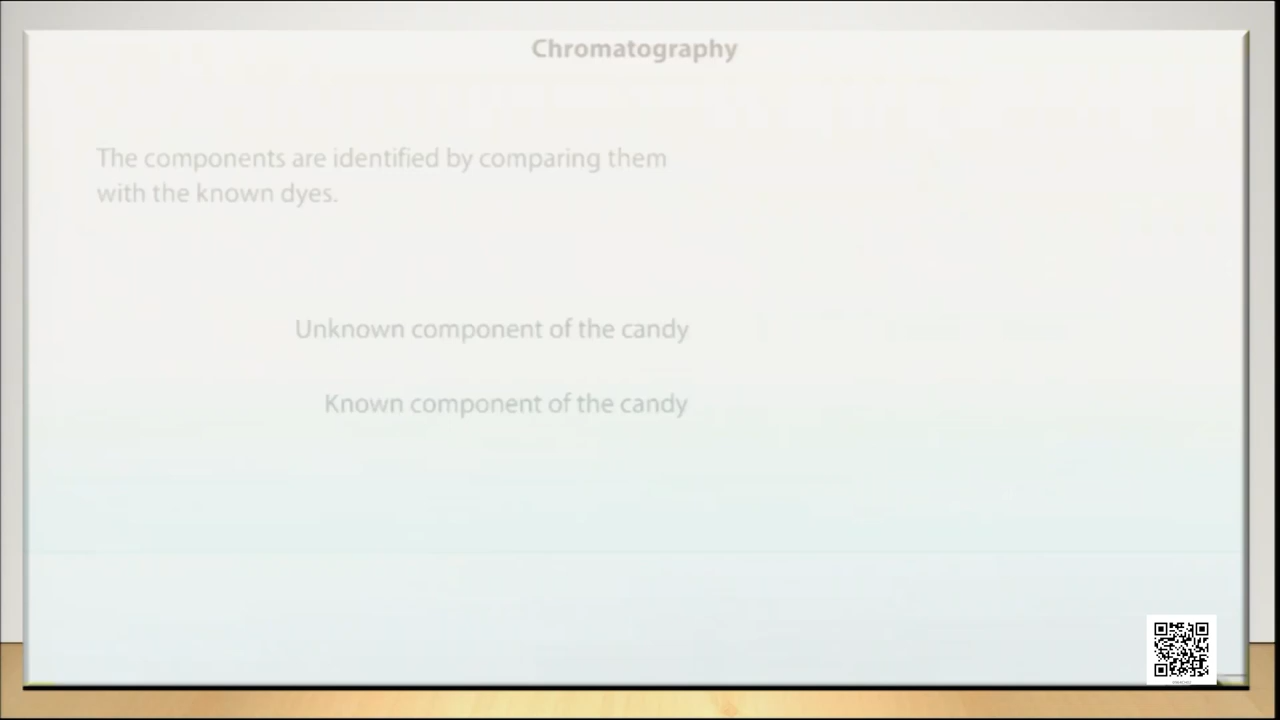 Chromatography
The components are identified by comparing them
with the known dyes.
Unknown component of the candy
Known component of the candy